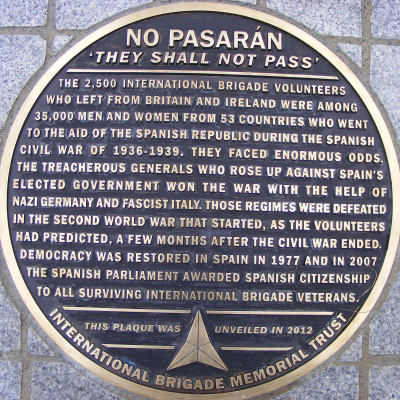 NO PASARÁN
'THEY SHALL NOT PASS'
THE 2,500 INTERNATIONAL BRIGADE VOLUNTEERS
WHO LEFT FROM BRITAIN AND IRELAND WERE AMONG
35,000 MEN AND WOMEN FROM 53 COUNTRIES WHO WENT
TO THE AID OF THE SPANISH REPUBLIC DURING THE SPANISH
CIVIL WAR OF 1936-1939. THEY FACED ENORMOUS ODDS.
THE TREACHEROUS GENERALS WHO ROSE UP AGAINST SPAIN'S
ELECTED GOVERNMENT WON THE WAR WITH THE HELP OF
NAZI GERMANY AND FASCIST ITALY. THOSE REGIMES WERE DEFEATED
IN THE SECOND WORLD WAR THAT STARTED, AS THE VOLUNTEERS
HAD PREDICTED, A FEW MONTHS AFTER THE CIVIL WAR ENDED.
DEMOCRACY WAS RESTORED IN SPAIN IN 1977 AND IN 2007
THE SPANISH PARLIAMENT AWARDED SPANISH CITIZENSHIP
TO ALL SURVIVING INTERNATIONAL BRIGADE VETERANS.
THIS PLAQUE WAS UNVEILED IN 2012
INTERNATIONAL BRIGADE MEMORIAL TRUST